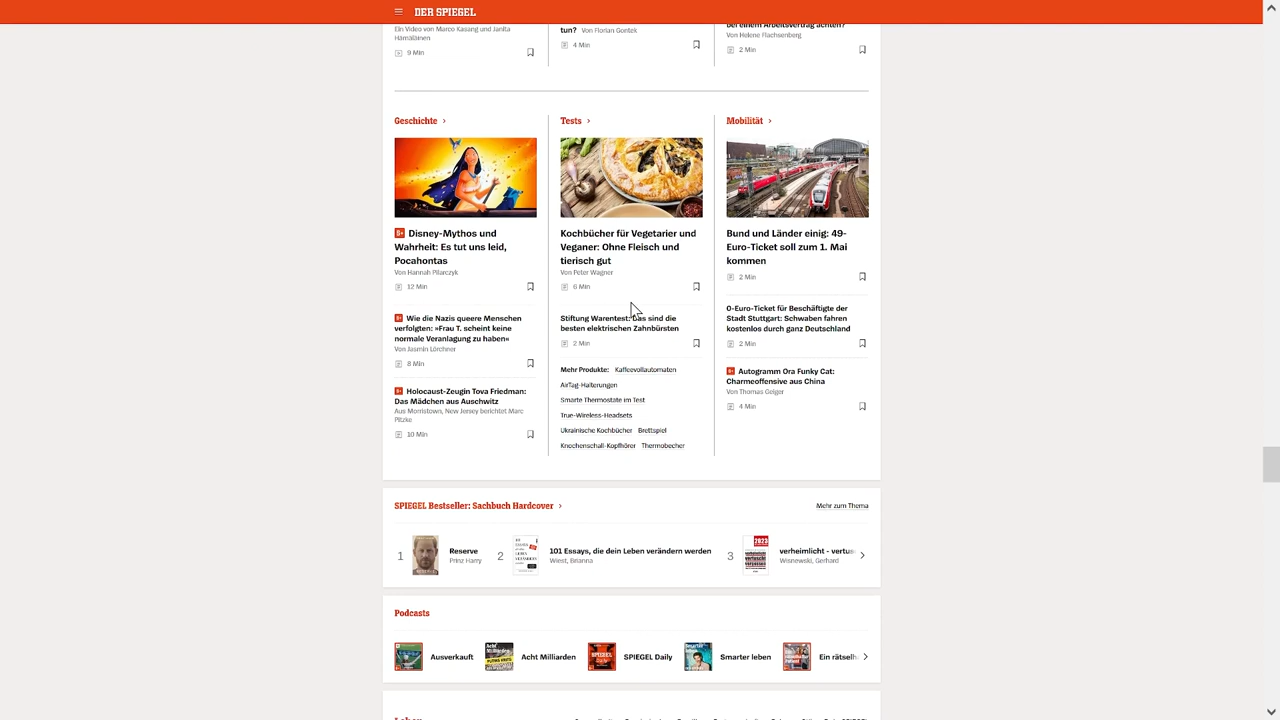 DER SPIEGEL
Ein Video von Marco Kasang und Janita
Hämäläinen
9 Min
tun? Von Florian Gontek
4 Min
bei einem Arbeitsvertrag achten?
Von Helene Flachsenberg
2 Min
Geschichte
S+ Disney-Mythos und
Wahrheit: Es tut uns leid,
Pocahontas
Von Hannah Pilarczyk
12 Min
S+ Wie die Nazis queere Menschen
verfolgten: »Frau T. scheint keine
normale Veranlagung zu haben«
Von Jasmin Lörchner
8 Min
S+ Holocaust-Zeugin Tova Friedman:
Das Mädchen aus Auschwitz
Aus Morristown, New Jersey berichtet Marc
Pitzke
10 Min
Tests
Kochbücher für Vegetarier und
Veganer: Ohne Fleisch und
tierisch gut
Von Peter Wagner
6 Min
Stiftung Warentest: Das sind die
besten elektrischen Zahnbürsten
2 Min
Mehr Produkte: Kaffeevollautomaten
AirTag-Halterungen
Smarte Thermostate im Test
True-Wireless-Headsets
Ukrainische Kochbücher Brettspiel
Knochenschall-Kopfhörer Thermobecher
Mobilität
Bund und Länder einig: 49-
Euro-Ticket soll zum 1. Mai
kommen
2 Min
0-Euro-Ticket für Beschäftigte der
Stadt Stuttgart: Schwaben fahren
kostenlos durch ganz Deutschland
2 Min
S+ Autogramm Ora Funky Cat:
Charmeoffensive aus China
Von Thomas Geiger
4 Min
SPIEGEL Bestseller: Sachbuch Hardcover
Mehr zum Thema
1 Reserve
Prinz Harry
2 101 Essays, die dein Leben verändern werden
Wiest, Brianna
3 2023 verheimlicht - vertus
Wisnewski, Gerhard
Podcasts
Ausverkauft
Acht Milliarden
SPIEGEL Daily
Smarter leben
Ein rätselh